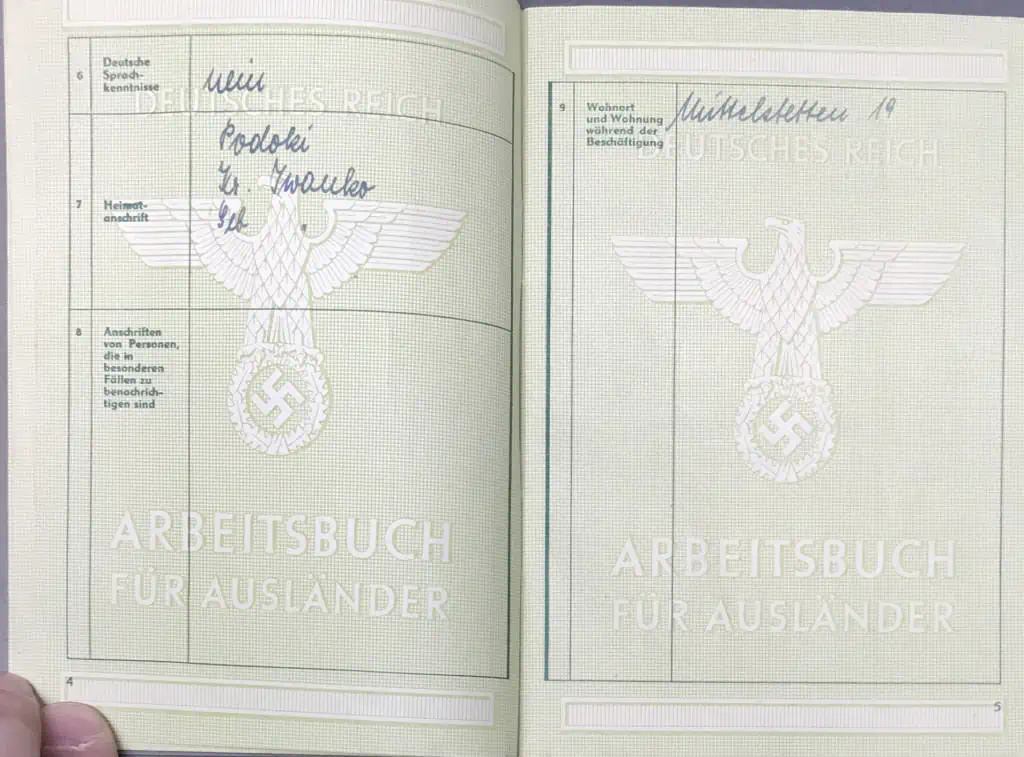 6
Deutsche
Sprach-
kenntnisse
nein
DEUTSCHES REICH
7
Heimat-
anschrift
Podoki
Kr. Iwanko
Geb.
8
Anschriften
von Personen,
die in
besonderen
Fällen zu
benachrich-
tigen sind
ARBEITSBUCH
FÜR AUSLÄNDER
4
9
Wohnort
und Wohnung
während der
Beschäftigung
Mittelstetten 19
DEUTSCHES REICH
ARBEITSBUCH
FÜR AUSLÄNDER
5